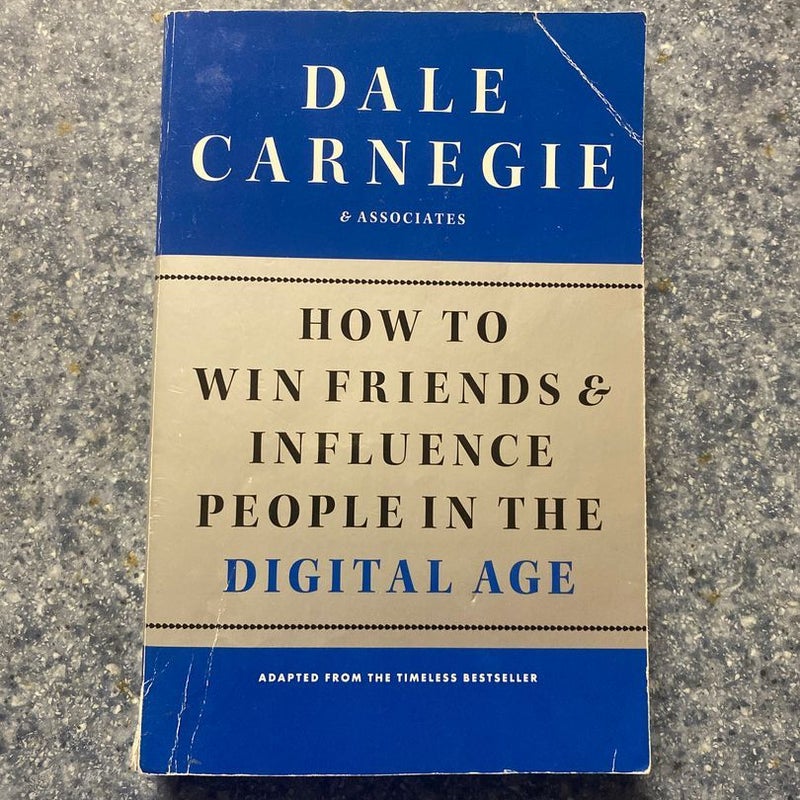 DALE
CARNEGIE
& ASSOCIATES
HOW TO
WIN FRIENDS &
INFLUENCE
PEOPLE IN THE
DIGITAL AGE
ADAPTED FROM THE TIMELESS BESTSELLER